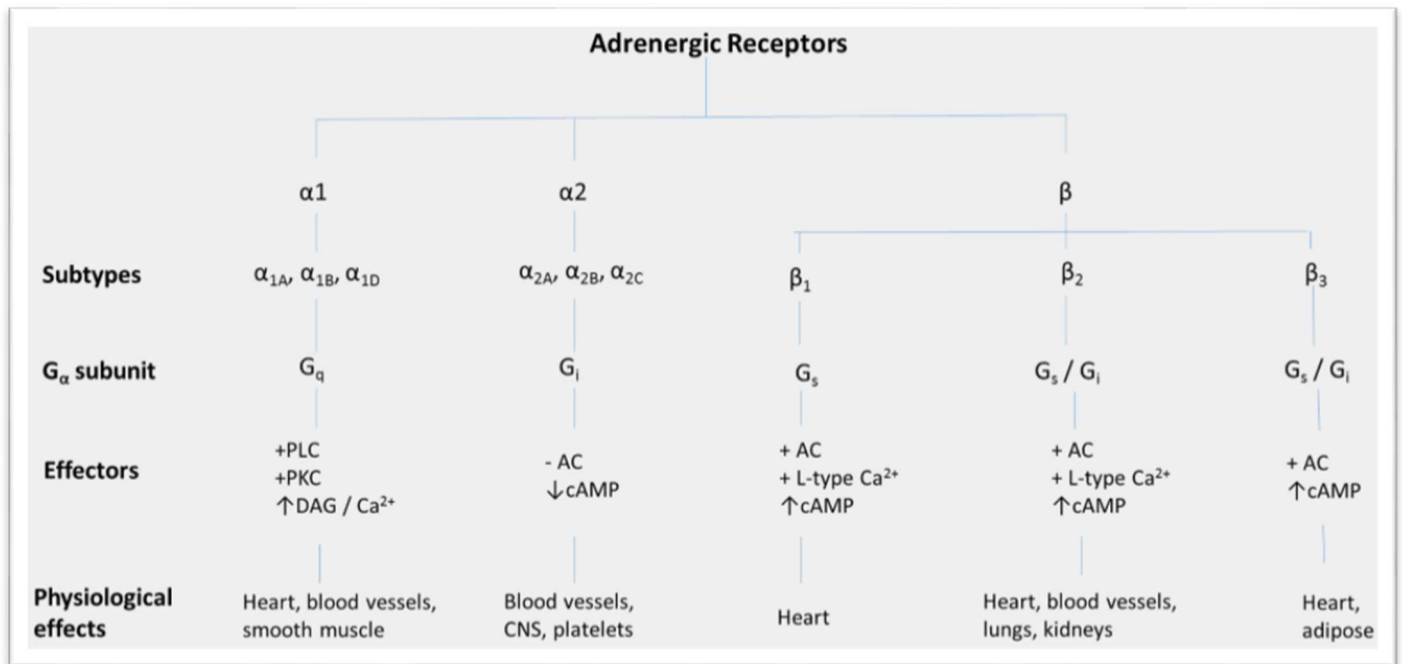 Adrenergic Receptors
α1 α2 β
Subtypes α1A, α1B, α1D α2A, α2B, α2C β1 β2 β3
Gα subunit Gq Gi Gs Gs / Gi Gs / Gi
Effectors
+PLC
+PKC
↑DAG / Ca2+
- AC
↓cAMP
+ AC
+ L-type Ca2+
↑cAMP
+ AC
+ L-type Ca2+
↑cAMP
+ AC
↑cAMP
Physiological
effects
Heart, blood vessels,
smooth muscle
Blood vessels,
CNS, platelets
Heart
Heart, blood vessels,
lungs, kidneys
Heart,
adipose